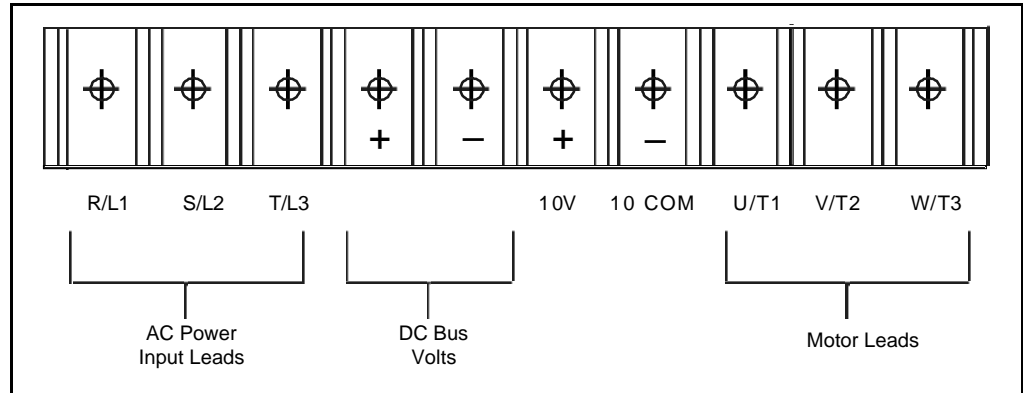 + – + –
R/L1 S/L2 T/L3 10V 10 COM U/T1 V/T2 W/T3
AC Power
Input Leads
DC Bus
Volts
Motor Leads